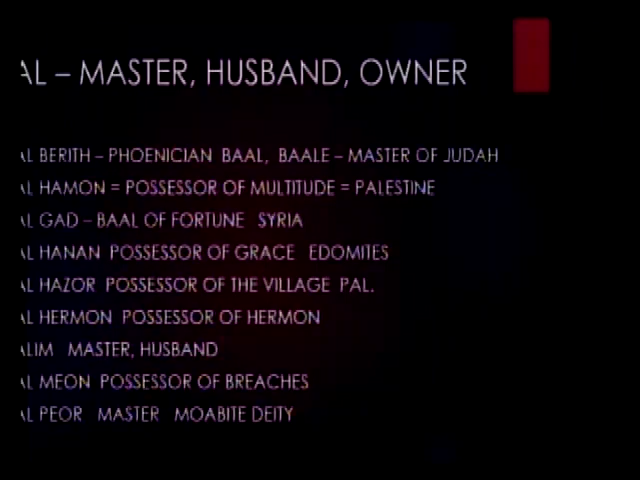 AL – MASTER, HUSBAND, OWNER
AL BERITH – PHOENICIAN BAAL, BAALE – MASTER OF JUDAH
AL HAMON = POSSESSOR OF MULTITUDE = PALESTINE
AL GAD – BAAL OF FORTUNE SYRIA
AL HANAN POSSESSOR OF GRACE EDOMITES
AL HAZOR POSSESSOR OF THE VILLAGE PAL.
AL HERMON POSSESSOR OF HERMON
ALIM MASTER, HUSBAND
AL MEON POSSESSOR OF BREACHES
AL PEOR MASTER MOABITE DEITY